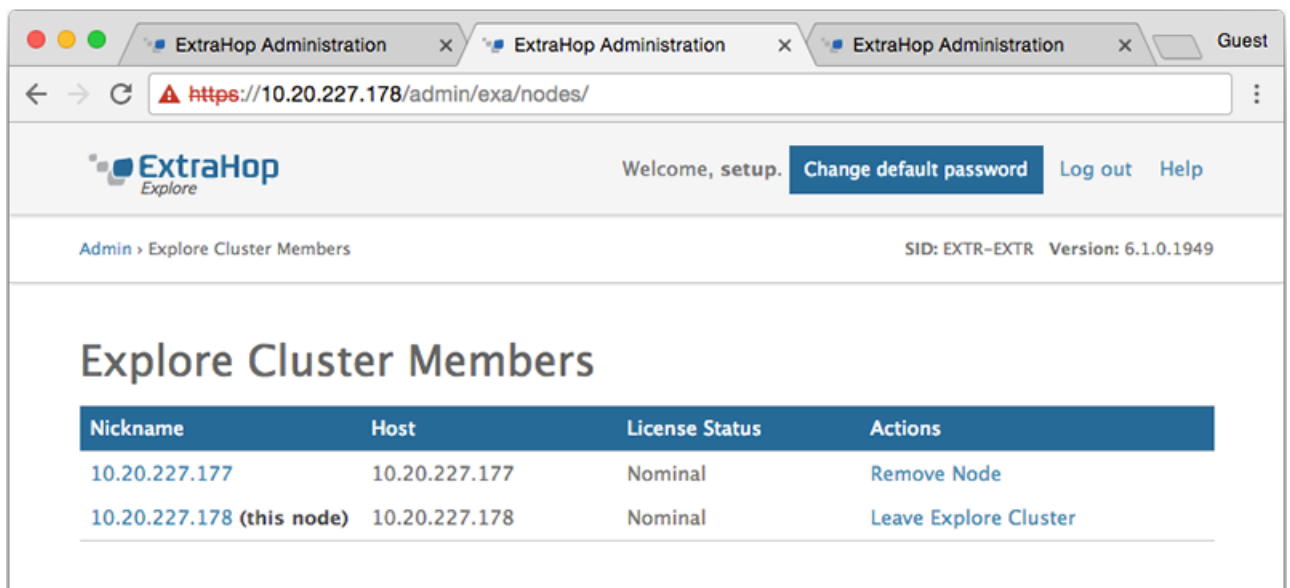 ExtraHop Administration × ExtraHop Administration × ExtraHop Administration × Guest
https://10.20.227.178/admin/exa/nodes/
ExtraHop Welcome, setup. Change default password Log out Help
Explore
Admin › Explore Cluster Members SID: EXTR-EXTR Version: 6.1.0.1949
Explore Cluster Members
Nickname Host License Status Actions
10.20.227.177 10.20.227.177 Nominal Remove Node
10.20.227.178 (this node) 10.20.227.178 Nominal Leave Explore Cluster